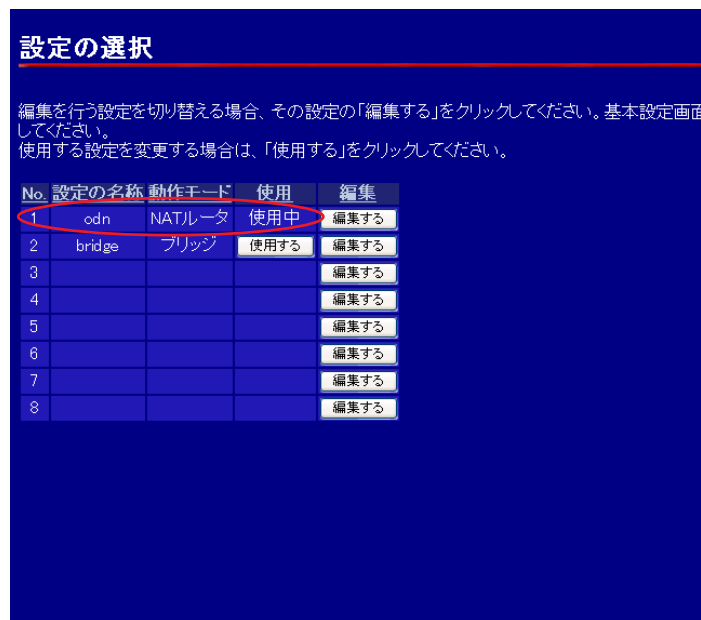 設定の選択
編集を行う設定を切り替える場合、その設定の「編集する」をクリックしてください。基本設定画面
してください。
使用する設定を変更する場合は、「使用する」をクリックしてください。
No. 設定の名称 動作モード 使用 編集
1 odn NATルータ 使用中 編集する
2 bridge ブリッジ 使用する 編集する
3 編集する
4 編集する
5 編集する
6 編集する
7 編集する
8 編集する